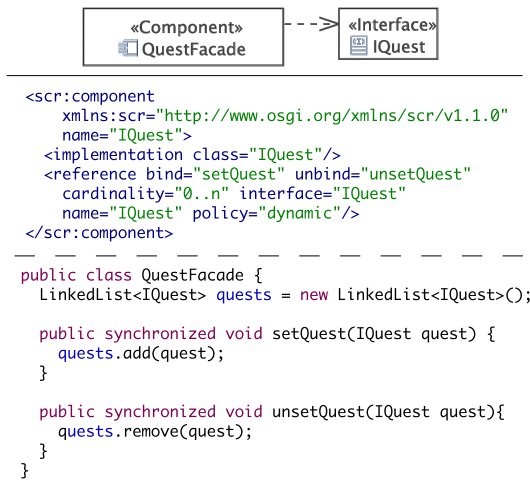 «Component»
QuestFacade
«Interface»
IQuest
<scr:component
xmlns:scr="http://www.osgi.org/xmlns/scr/v1.1.0"
name="IQuest">
<implementation class="IQuest"/>
<reference bind="setQuest" unbind="unsetQuest"
cardinality="0..n" interface="IQuest"
name="IQuest" policy="dynamic"/>
</scr:component>
public class QuestFacade {
LinkedList<IQuest> quests = new LinkedList<IQuest>();
public synchronized void setQuest(IQuest quest) {
quests.add(quest);
}
public synchronized void unsetQuest(IQuest quest){
quests.remove(quest);
}
}